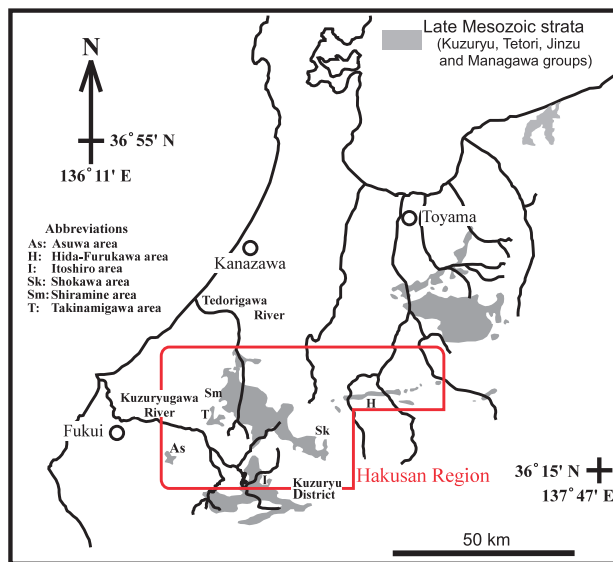 Late Mesozoic strata
(Kuzuryu, Tetori, Jinzu
and Managawa groups)
N
36°55' N
136°11' E
Abbreviations
As: Asuwa area
H: Hida-Furukawa area
I: Itoshiro area
Sk: Shokawa area
Sm: Shiramine area
T: Takinamigawa area
Toyama
Kanazawa
Tedorigawa
River
Kuzuryugawa
River
Sm
T
H
Fukui
As
Sk
I
Kuzuryu
District
Hakusan Region
36°15' N
137°47' E
50 km